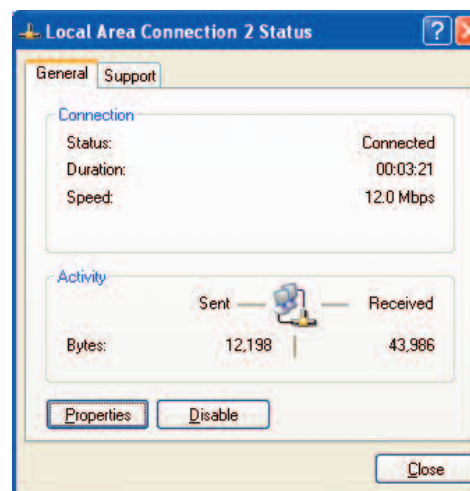 Local Area Connection 2 Status
General Support
Connection
Status: Connected
Duration: 00:03:21
Speed: 12.0 Mbps
Activity
Sent Received
Bytes: 12,198 43,986
Properties Disable
Close